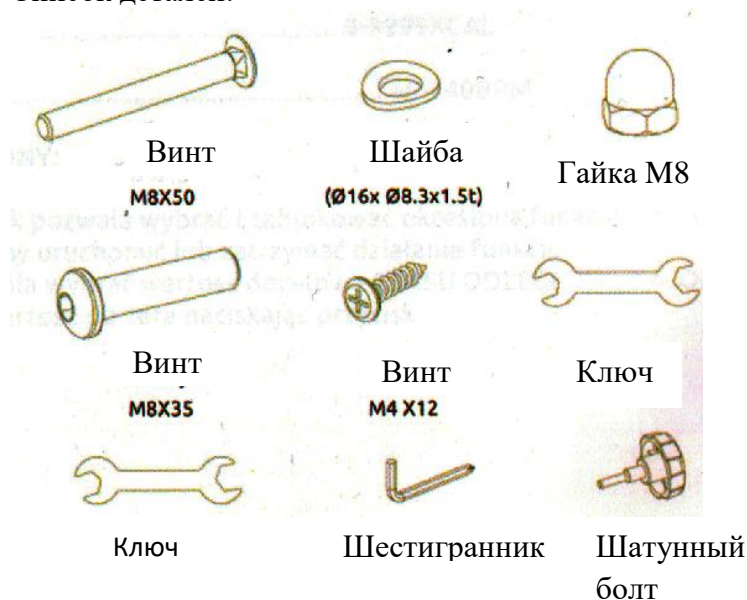 Винт
Шайба
Гайка М8
M8X50
(Ø16x Ø8.3x1.5t)
Винт
Винт
Ключ
M8X35
M4 X12
Ключ
Шестигранник
Шатунный
болт